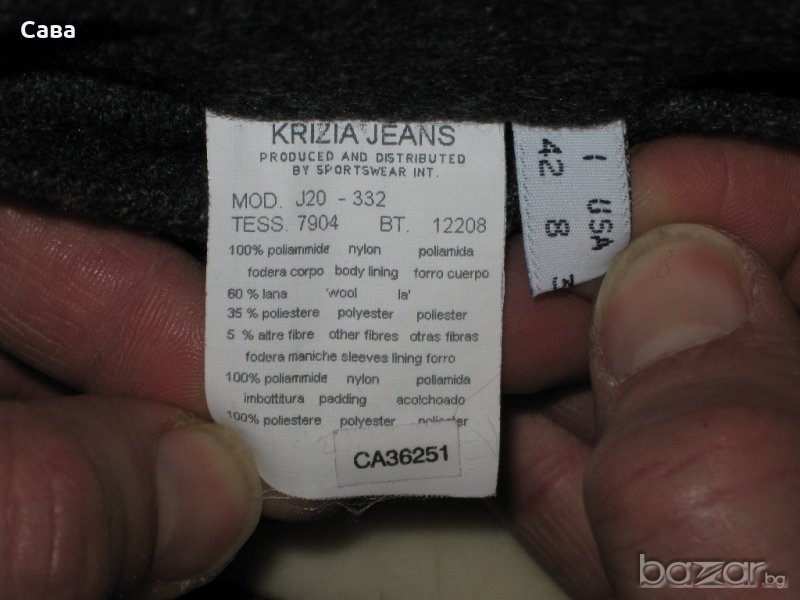 Сава
KRIZIA JEANS
PRODUCED AND DISTRIBUTED
BY SPORTSWEAR INT.
MOD. J20 - 332
TESS. 7904 BT. 12208
100% poliammide nylon poliamida
fodera corpo body lining forro cuerpo
60 % lana wool la'
35 % poliestere polyester poliester
5 % altre fibre other fibres otras fibras
fodera maniche sleeves lining forro
100% poliammide nylon poliamida
imbottitura padding acolchoado
100% poliestere polyester poliester
CA36251
I USA
42 8 3
bazar.bg